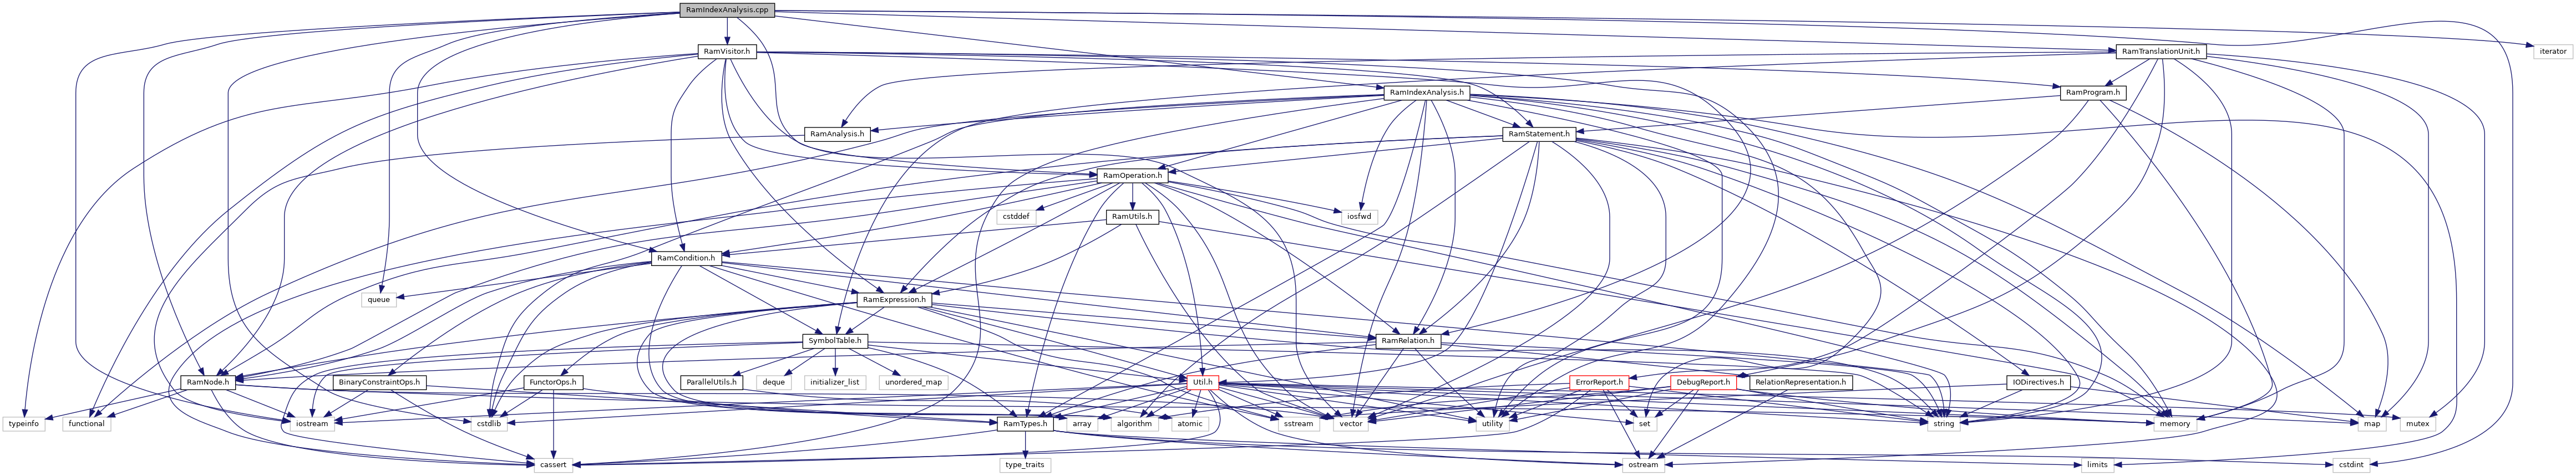 RamIndexAnalysis.cpp
RamVisitor.h
RamTranslationUnit.h
iterator
RamIndexAnalysis.h
RamProgram.h
RamAnalysis.h
RamStatement.h
RamOperation.h
cstddef
RamUtils.h
iosfwd
RamCondition.h
queue
RamExpression.h
SymbolTable.h
RamRelation.h
RamNode.h
BinaryConstraintOps.h
FunctorOps.h
ParallelUtils.h
deque
initializer_list
unordered_map
Util.h
ErrorReport.h
DebugReport.h
RelationRepresentation.h
IODirectives.h
typeinfo
functional
iostream
cstdlib
RamTypes.h
array
algorithm
atomic
sstream
vector
utility
set
string
memory
map
mutex
cassert
type_traits
ostream
limits
cstdint